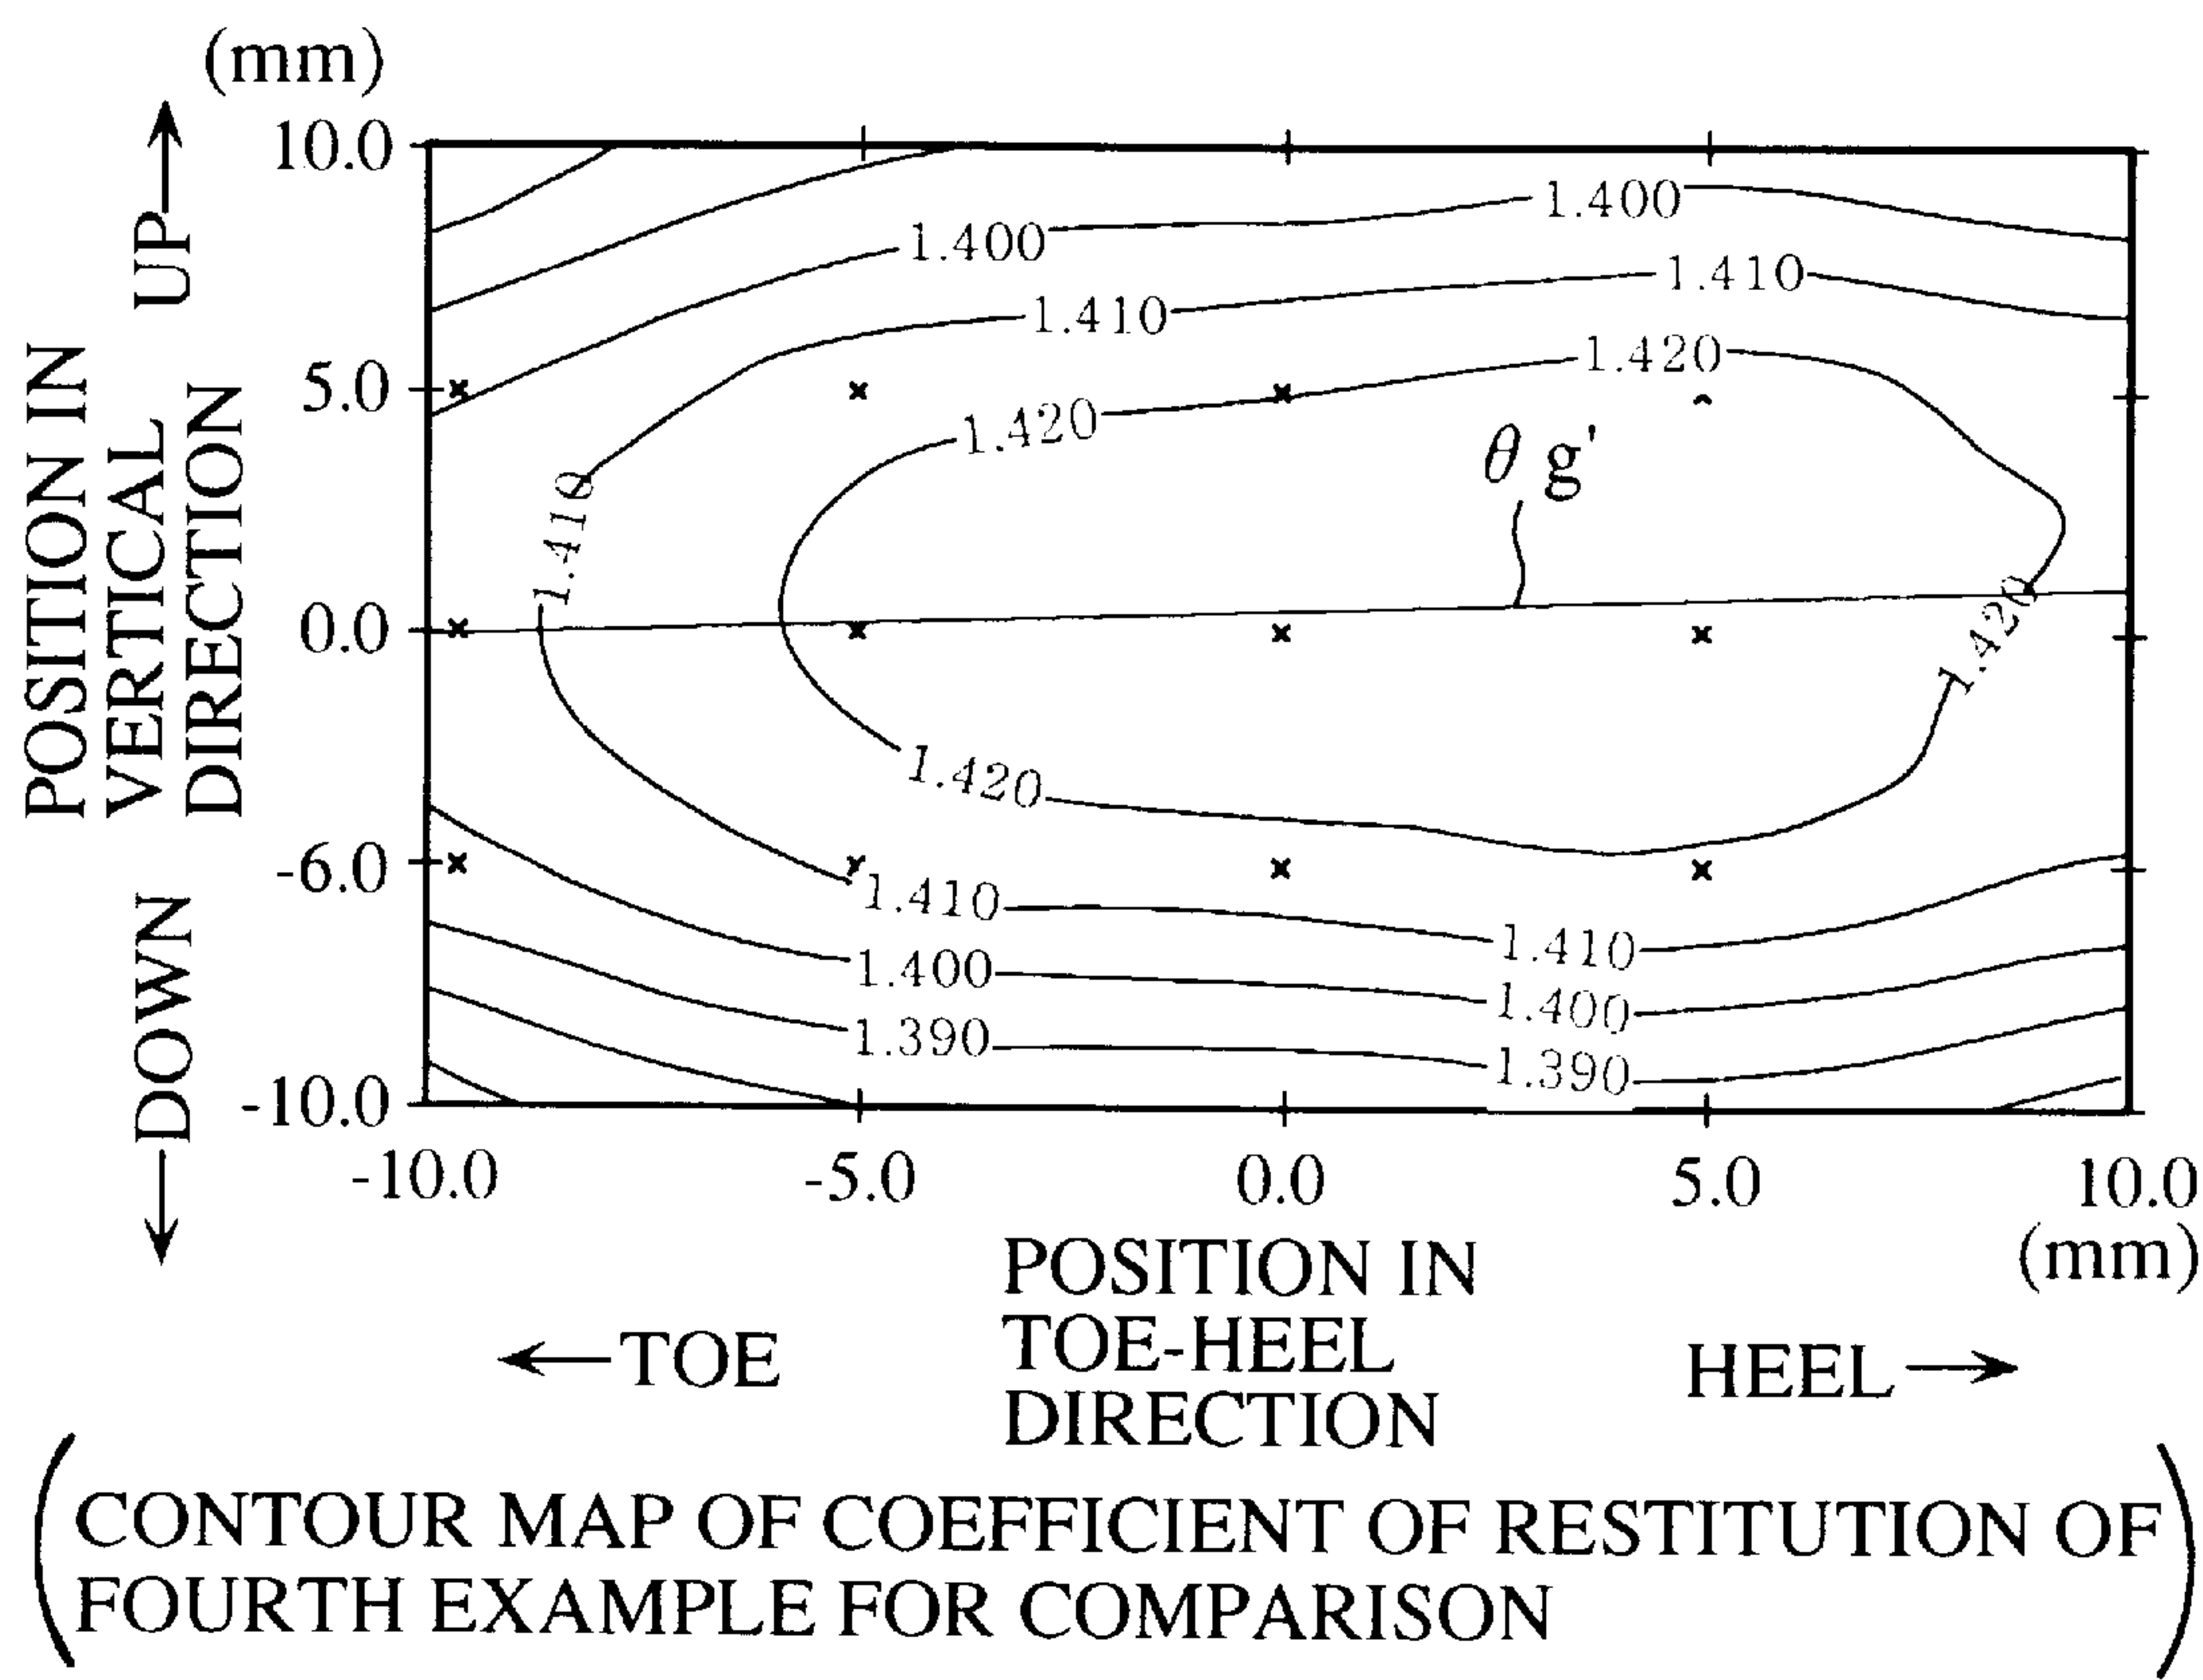 (mm)
UP
POSITION IN
VERTICAL
DIRECTION
DOWN
10.0
5.0
0.0
-6.0
-10.0
1.400
1.400
1.410
1.410
1.420
1.420
θ g'
1.410
1.420
1.420
1.410
1.410
1.400
1.400
1.390
1.390
-10.0
-5.0
0.0
5.0
10.0
(mm)
POSITION IN
TOE-HEEL
DIRECTION
TOE
HEEL
(CONTOUR MAP OF COEFFICIENT OF RESTITUTION OF
FOURTH EXAMPLE FOR COMPARISON)